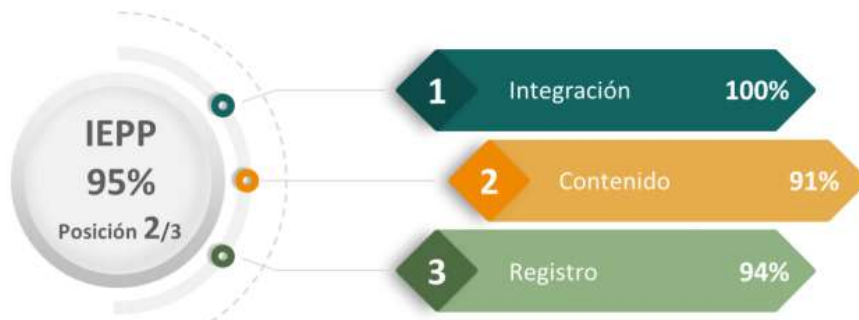 IEPP
95%
Posición 2/3
1 Integración 100%
2 Contenido 91%
3 Registro 94%